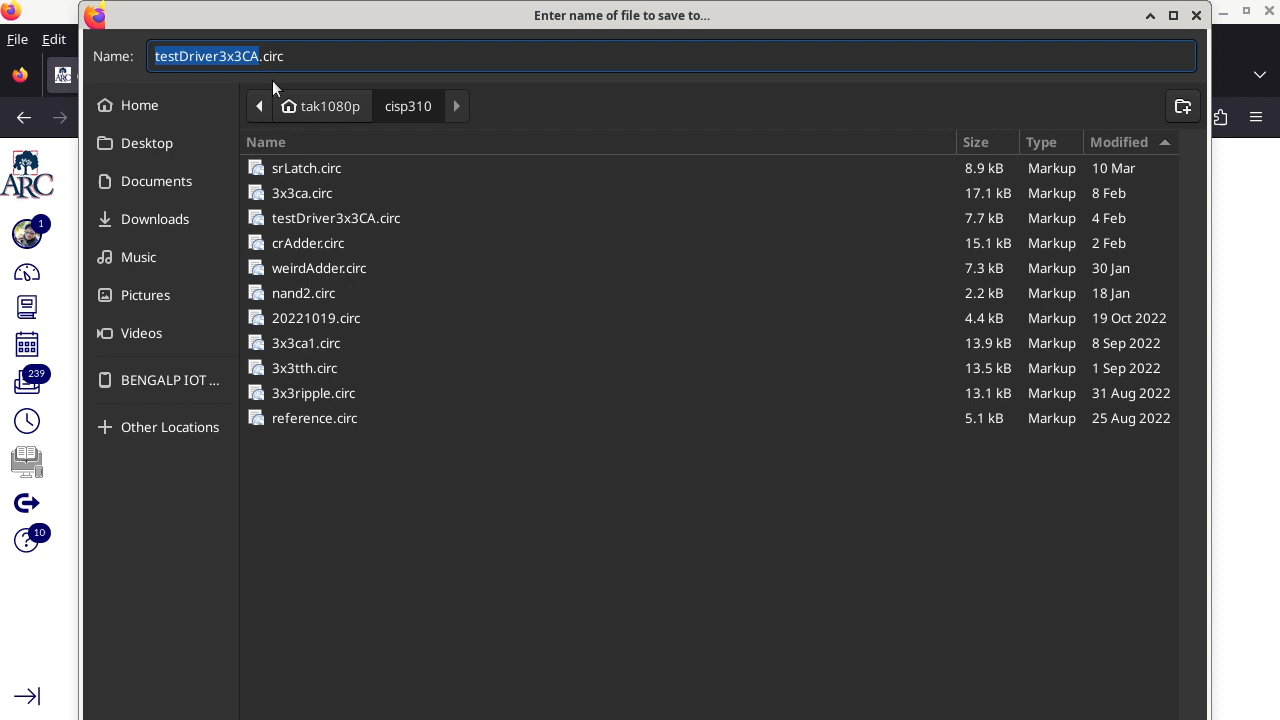 Enter name of file to save to...
File Edit
Name: testDriver3x3CA.circ
tak1080p cisp310
Home
Desktop
Documents
Downloads
Music
Pictures
Videos
BENGALP IOT ...
Other Locations
Name Size Type Modified
srLatch.circ 8.9 kB Markup 10 Mar
3x3ca.circ 17.1 kB Markup 8 Feb
testDriver3x3CA.circ 7.7 kB Markup 4 Feb
crAdder.circ 15.1 kB Markup 2 Feb
weirdAdder.circ 7.3 kB Markup 30 Jan
nand2.circ 2.2 kB Markup 18 Jan
20221019.circ 4.4 kB Markup 19 Oct 2022
3x3ca1.circ 13.9 kB Markup 8 Sep 2022
3x3tth.circ 13.5 kB Markup 1 Sep 2022
3x3ripple.circ 13.1 kB Markup 31 Aug 2022
reference.circ 5.1 kB Markup 25 Aug 2022
ARC
1
239
10